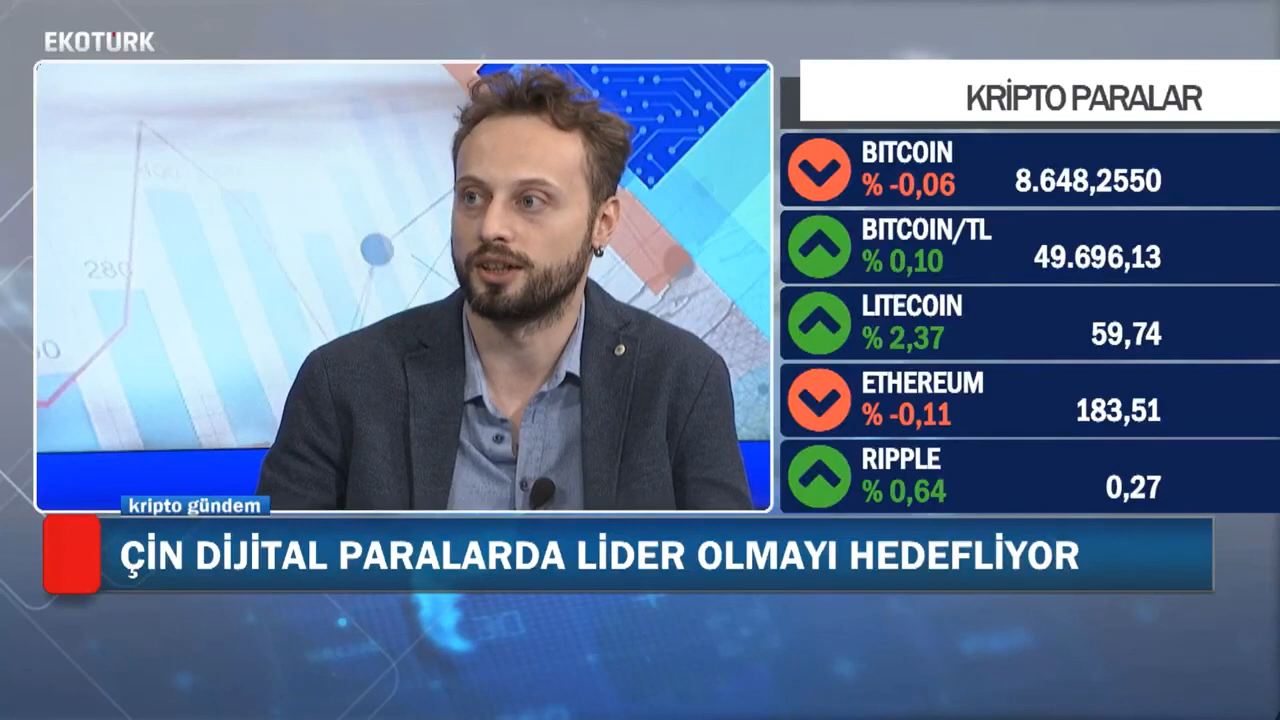 EKOTÜRK
KRİPTO PARALAR
BITCOIN
% -0,06
8.648,2550
BITCOIN/TL
% 0,10
49.696,13
LITECOIN
% 2,37
59,74
ETHEREUM
% -0,11
183,51
RIPPLE
% 0,64
0,27
400
280
kripto gündem
ÇİN DİJİTAL PARALARDA LİDER OLMAYI HEDEFLİYOR